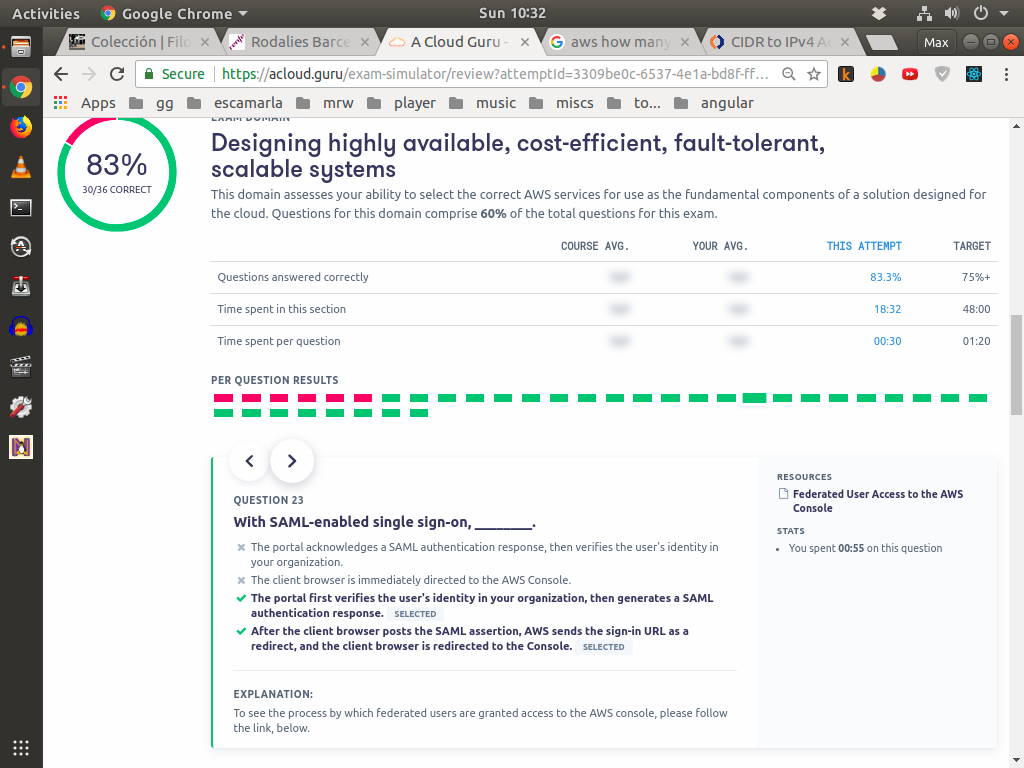 Activities
Google Chrome
Sun 10:32
Colección | Filo
Rodalies Barce
A Cloud Guru -
aws how many
CIDR to IPv4 A
Max
Secure
https://acloud.guru/exam-simulator/review?attemptId=3309be0c-6537-4e1a-bd8f-ff...
Apps
gg
escamarla
mrw
player
music
miscs
to...
angular
EXAM DOMAIN
83%
30/36 CORRECT
Designing highly available, cost-efficient, fault-tolerant,
scalable systems
This domain assesses your ability to select the correct AWS services for use as the fundamental components of a solution designed for
the cloud. Questions for this domain comprise 60% of the total questions for this exam.
COURSE AVG. YOUR AVG. THIS ATTEMPT TARGET
Questions answered correctly 83.3% 75%+
Time spent in this section 18:32 48:00
Time spent per question 00:30 01:20
PER QUESTION RESULTS
QUESTION 23
With SAML-enabled single sign-on, ________.
The portal acknowledges a SAML authentication response, then verifies the user's identity in
your organization.
The client browser is immediately directed to the AWS Console.
The portal first verifies the user's identity in your organization, then generates a SAML
authentication response. SELECTED
After the client browser posts the SAML assertion, AWS sends the sign-in URL as a
redirect, and the client browser is redirected to the Console. SELECTED
EXPLANATION:
To see the process by which federated users are granted access to the AWS console, please follow
the link, below.
RESOURCES
Federated User Access to the AWS
Console
STATS
• You spent 00:55 on this question